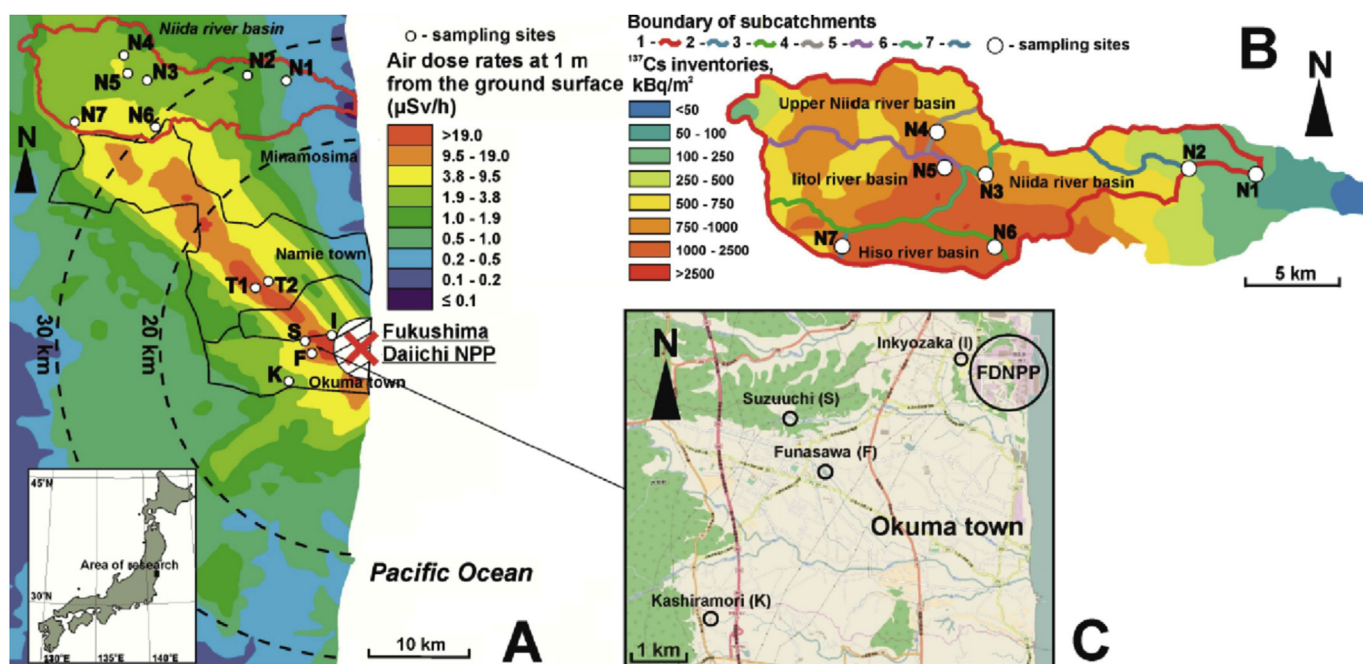 A
Niida river basin
N4
N5
N3
N2
N1
N7
N6
N
Minamosima
Namie town
T1
T2
I
S
F
K
Okuma town
30 km
20 km
Fukushima
Daiichi NPP
- sampling sites
Air dose rates at 1 m
from the ground surface
(µSv/h)
>19.0
9.5 - 19.0
3.8 - 9.5
1.9 - 3.8
1.0 - 1.9
0.5 - 1.0
0.2 - 0.5
0.1 - 0.2
≤ 0.1
45°N
30°N
130°E
135°E
140°E
Area of research
Pacific Ocean
10 km
A
Boundary of subcatchments
1 - 2 - 3 - 4 - 5 - 6 - 7 - - sampling sites
¹³⁷Cs inventories,
kBq/m²
<50
50 - 100
100 - 250
250 - 500
500 - 750
750 -1000
1000 - 2500
>2500
B
N
Upper Niida river basin
N4
Iitoi river basin
N5
N3
Niida river basin
N2
N1
N7
Hiso river basin
N6
5 km
N
Inkyozaka (I)
FDNPP
Suzuuchi (S)
Funasawa (F)
Okuma town
Kashiramori (K)
1 km
C